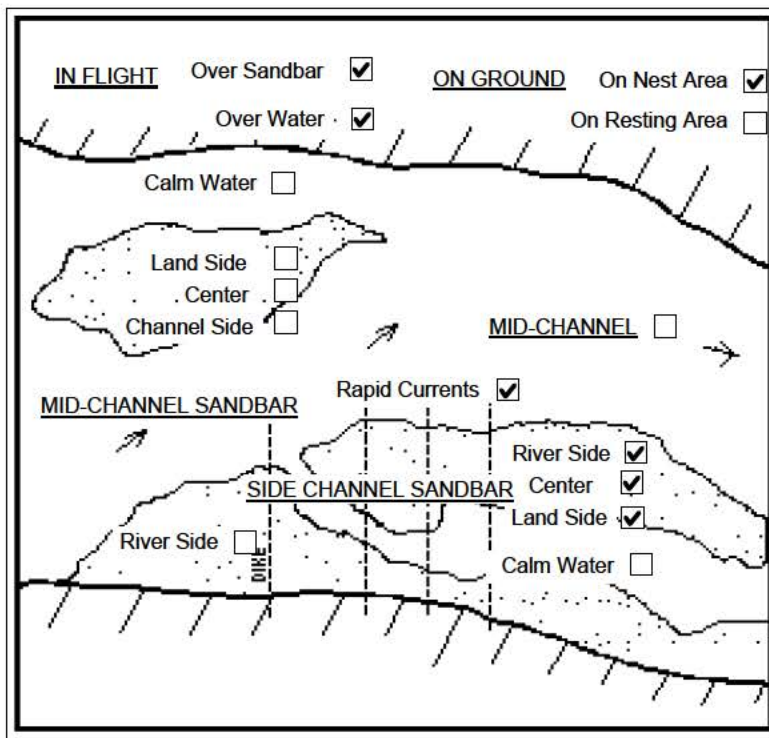 IN FLIGHT Over Sandbar ON GROUND On Nest Area
Over Water On Resting Area
Calm Water
Land Side
Center
Channel Side
MID-CHANNEL
Rapid Currents
MID-CHANNEL SANDBAR
River Side
SIDE CHANNEL SANDBAR Center
Land Side
River Side
DIKE
Calm Water